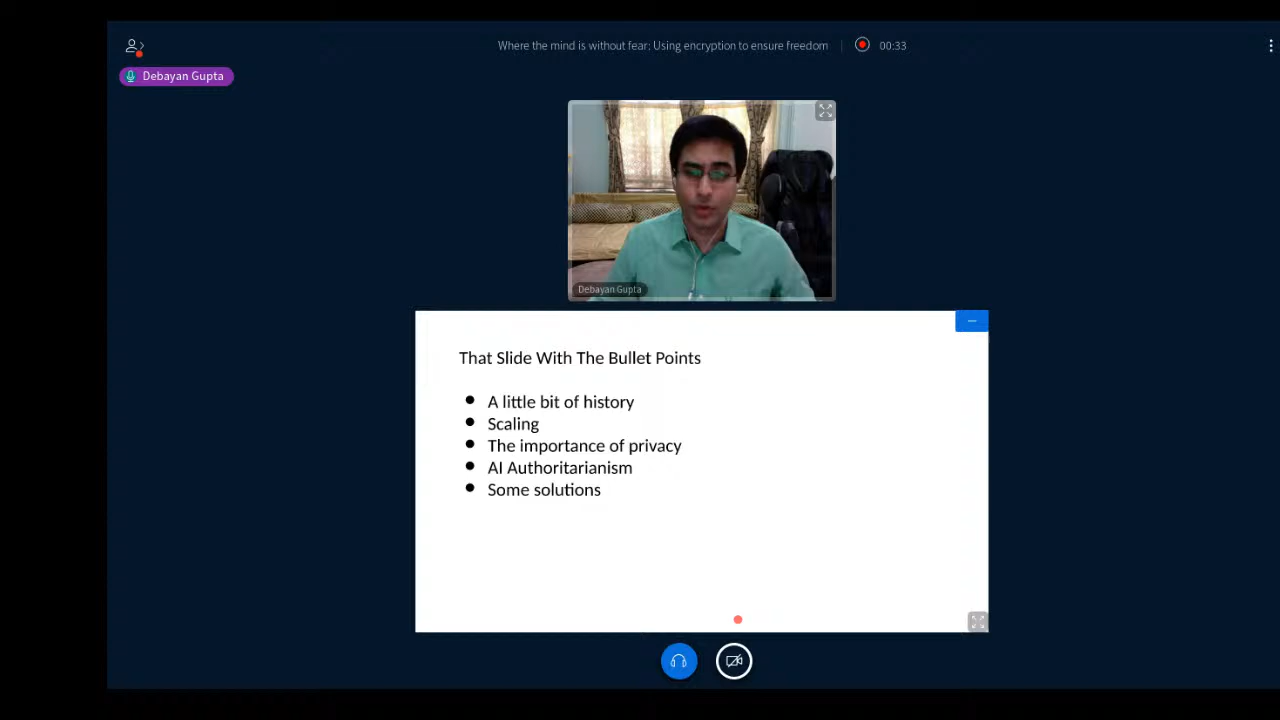 Where the mind is without fear: Using encryption to ensure freedom
00:33
Debayan Gupta
Debayan Gupta
That Slide With The Bullet Points
A little bit of history
Scaling
The importance of privacy
AI Authoritarianism
Some solutions